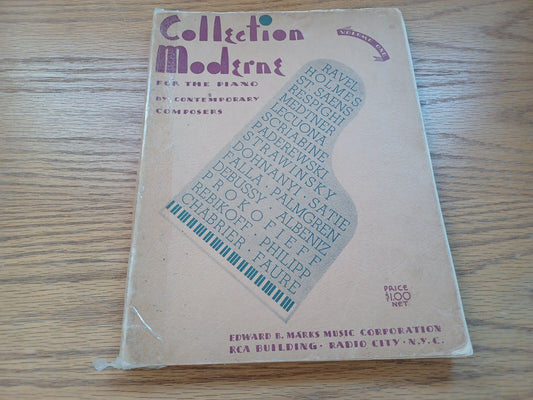 Collection
Moderne
FOR THE PIANO
BY CONTEMPORARY
COMPOSERS
VOLUME ONE
RAVEL
HOLMES
ST. SAENS
RESPIGHI
MEDTNER
LECUONA
SCRIABINE
PADEREWSKI
STRAWINSKY
DOHNANYI · SATIE
FALLA · PALMGREN
DEBUSSY · ALBENIZ
PROKOFIEFF
REBIKOFF · PHILIPP
CHABRIER · FAURE
PRICE
$1.00
NET.
EDWARD B. MARKS MUSIC CORPORATION
RCA BUILDING · RADIO CITY · N.Y.C.